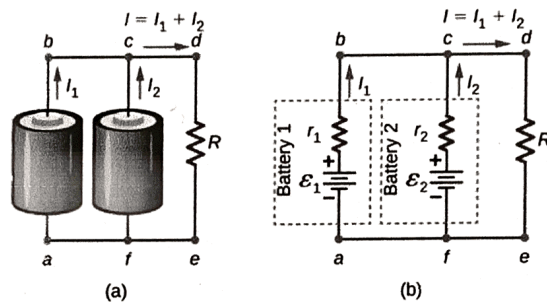 I = I₁ + I₂
b c d
I₁ I₂
R
a f e
(a)
I = I₁ + I₂
b c d
I₁ I₂
Battery 1 r₁ + ε₁ −
Battery 2 r₂ + ε₂ −
R
a f e
(b)